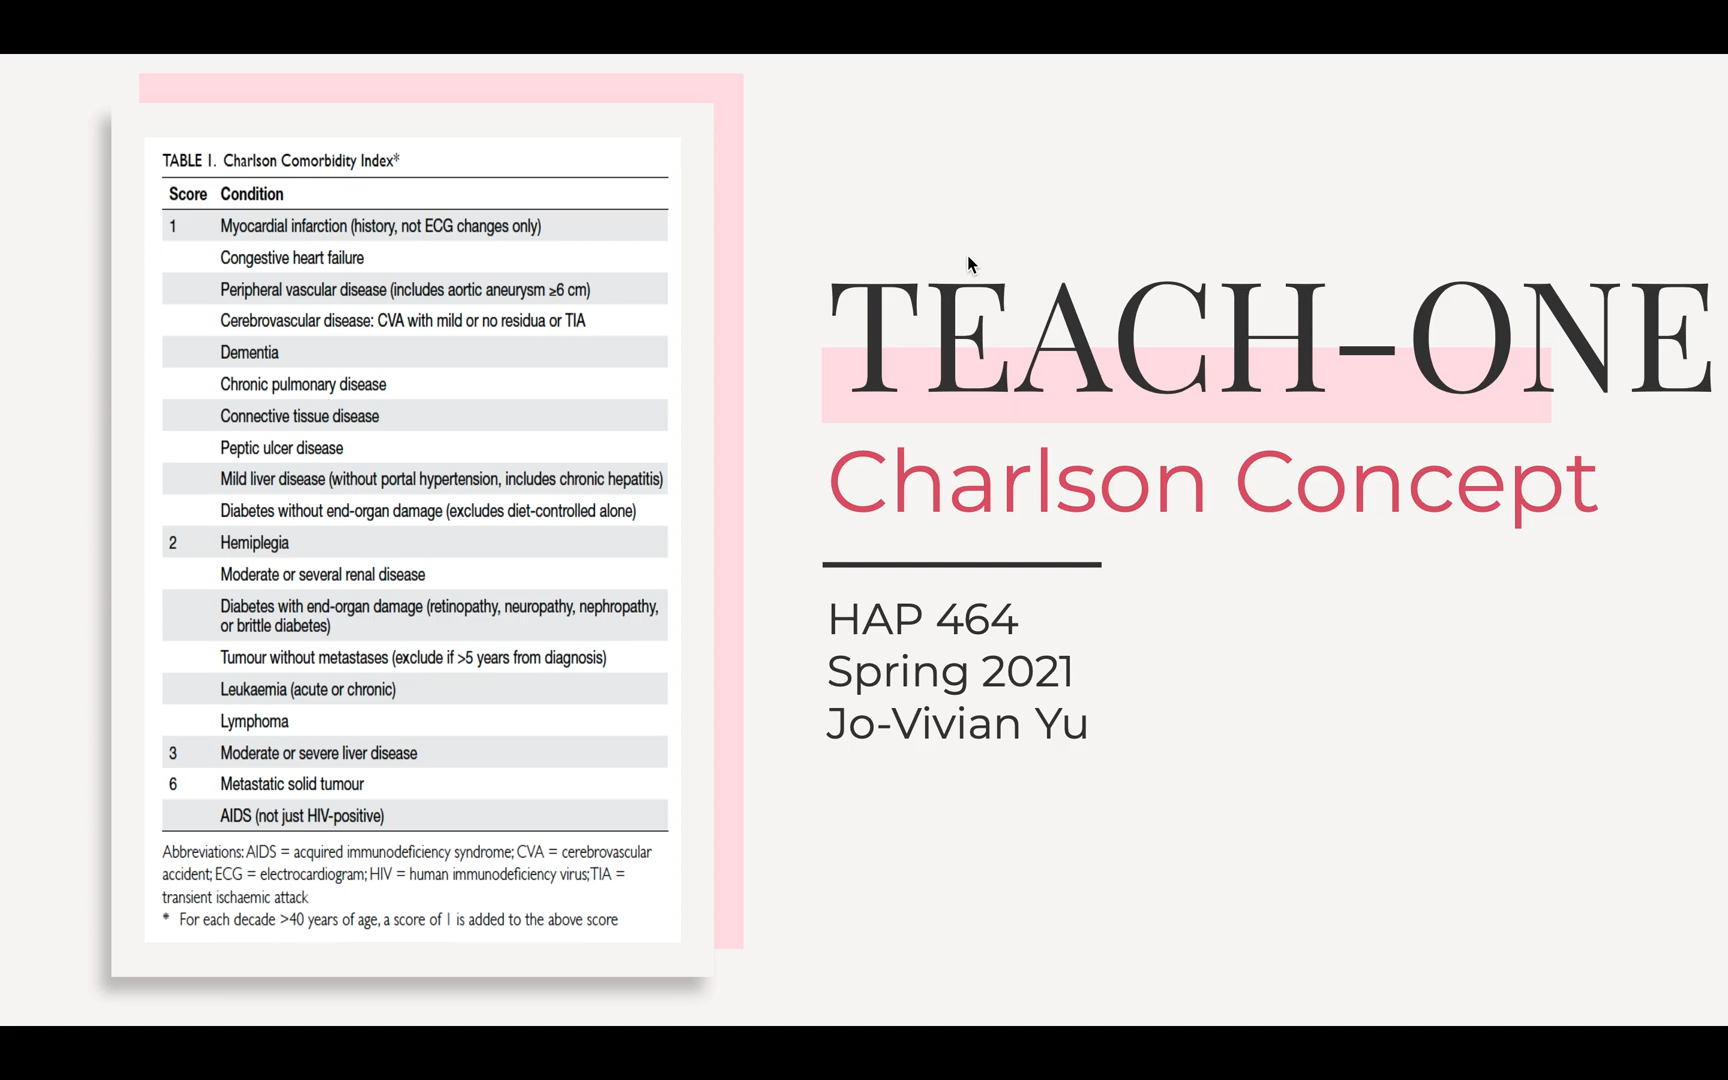 TABLE 1. Charlson Comorbidity Index*
Score Condition
1 Myocardial infarction (history, not ECG changes only)
Congestive heart failure
Peripheral vascular disease (includes aortic aneurysm ≥6 cm)
Cerebrovascular disease: CVA with mild or no residua or TIA
Dementia
Chronic pulmonary disease
Connective tissue disease
Peptic ulcer disease
Mild liver disease (without portal hypertension, includes chronic hepatitis)
Diabetes without end-organ damage (excludes diet-controlled alone)
2 Hemiplegia
Moderate or several renal disease
Diabetes with end-organ damage (retinopathy, neuropathy, nephropathy,
or brittle diabetes)
Tumour without metastases (exclude if >5 years from diagnosis)
Leukaemia (acute or chronic)
Lymphoma
3 Moderate or severe liver disease
6 Metastatic solid tumour
AIDS (not just HIV-positive)
Abbreviations: AIDS = acquired immunodeficiency syndrome; CVA = cerebrovascular
accident; ECG = electrocardiogram; HIV = human immunodeficiency virus; TIA =
transient ischaemic attack
* For each decade >40 years of age, a score of 1 is added to the above score
TEACH-ONE
Charlson Concept
HAP 464
Spring 2021
Jo-Vivian Yu